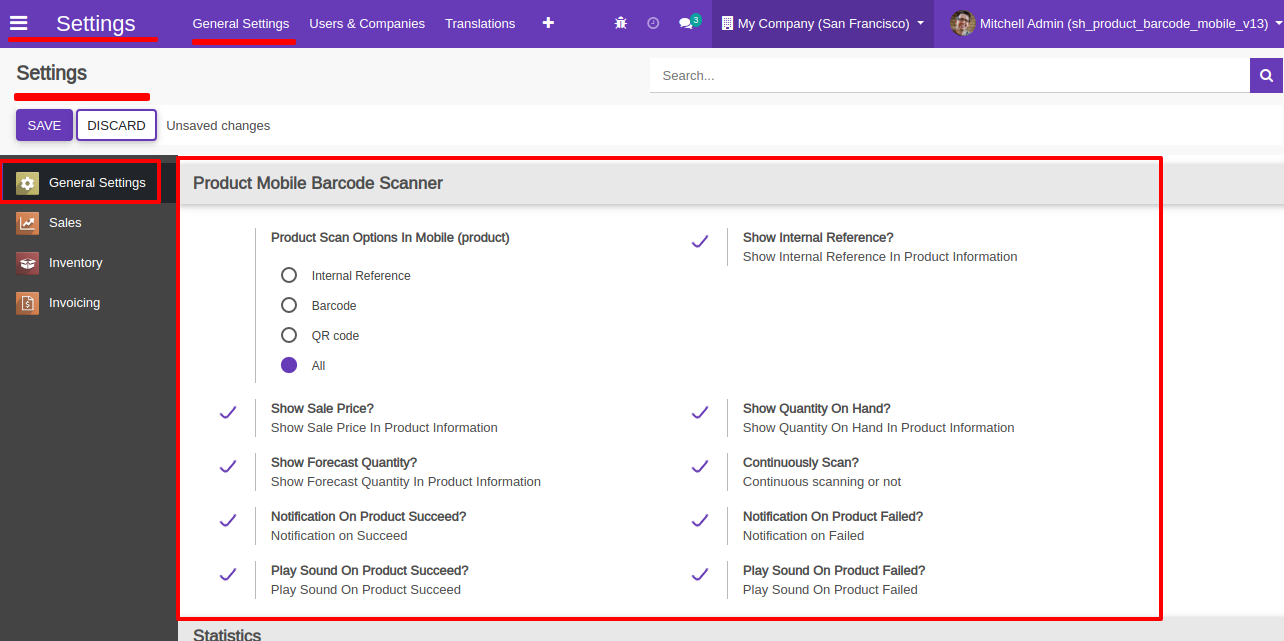 Settings General Settings Users & Companies Translations 3 My Company (San Francisco) Mitchell Admin (sh_product_barcode_mobile_v13)
Settings
Search...
SAVE DISCARD Unsaved changes
General Settings
Sales
Inventory
Invoicing
Product Mobile Barcode Scanner
Product Scan Options In Mobile (product)
Internal Reference
Barcode
QR code
All
Show Internal Reference?
Show Internal Reference In Product Information
Show Sale Price?
Show Sale Price In Product Information
Show Quantity On Hand?
Show Quantity On Hand In Product Information
Show Forecast Quantity?
Show Forecast Quantity In Product Information
Continuously Scan?
Continuous scanning or not
Notification On Product Succeed?
Notification on Succeed
Notification On Product Failed?
Notification on Failed
Play Sound On Product Succeed?
Play Sound On Product Succeed
Play Sound On Product Failed?
Play Sound On Product Failed
Statistics